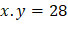 x.y = 28